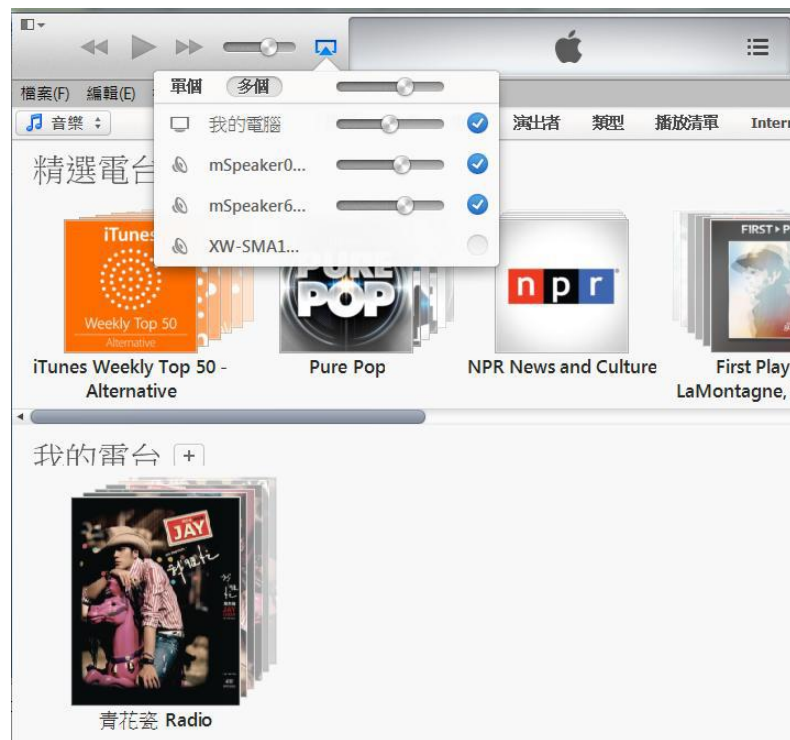 檔案(F) 編輯(E)
單個 多個
音樂
我的電腦
演出者 類型 播放清單 Intern
精選電台
mSpeaker0...
mSpeaker6...
XW-SMA1...
iTunes
Weekly Top 50
Alternative
PURE
POP
n p r
FIRST P
iTunes Weekly Top 50 -
Alternative
Pure Pop
NPR News and Culture
First Play
LaMontagne,
我的電台 +
JAY
青花瓷 Radio